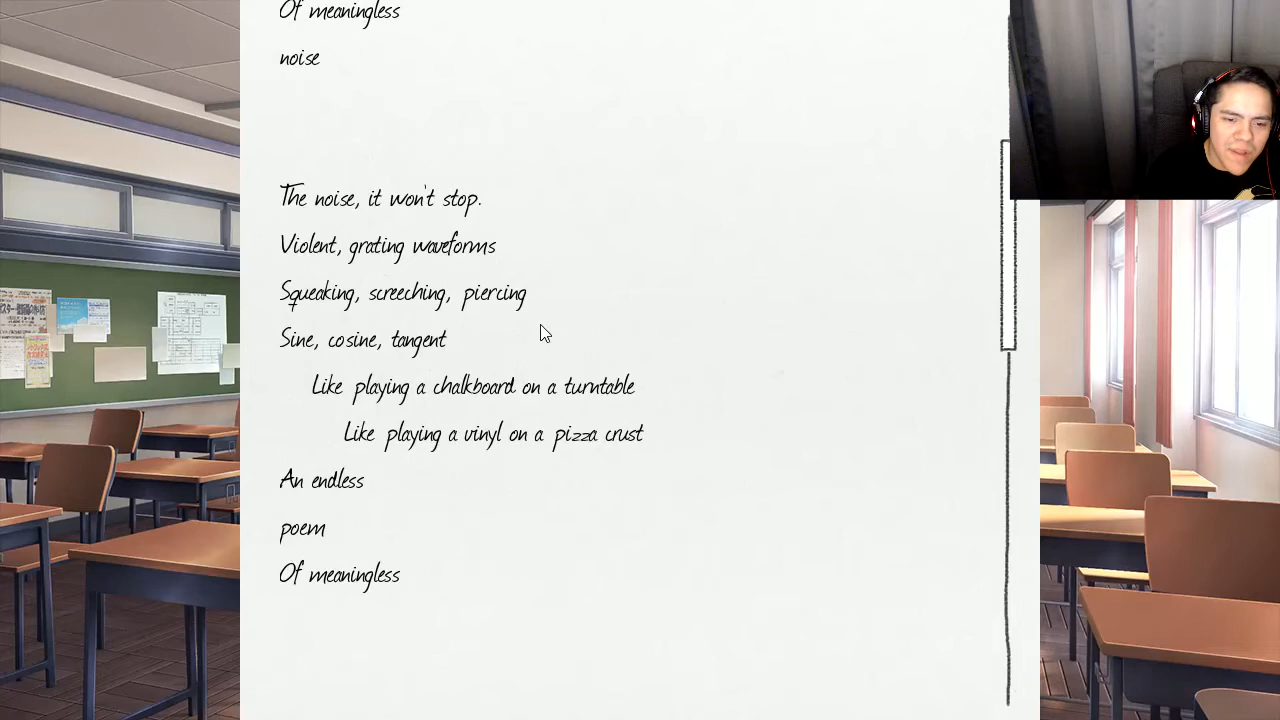 Of meaningless
noise
The noise, it won't stop.
Violent, grating waveforms
Squeaking, screeching, piercing
Sine, cosine, tangent
Like playing a chalkboard on a turntable
Like playing a vinyl on a pizza crust
An endless
poem
Of meaningless